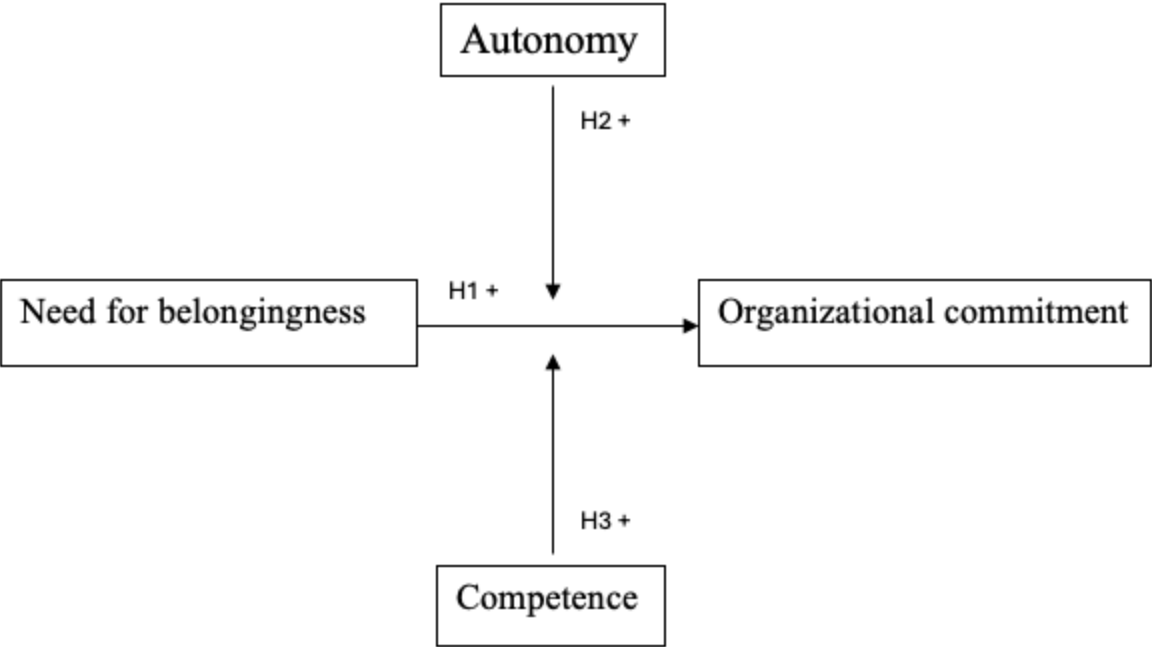 Autonomy
H2 +
H1 +
Need for belongingness
Organizational commitment
H3 +
Competence